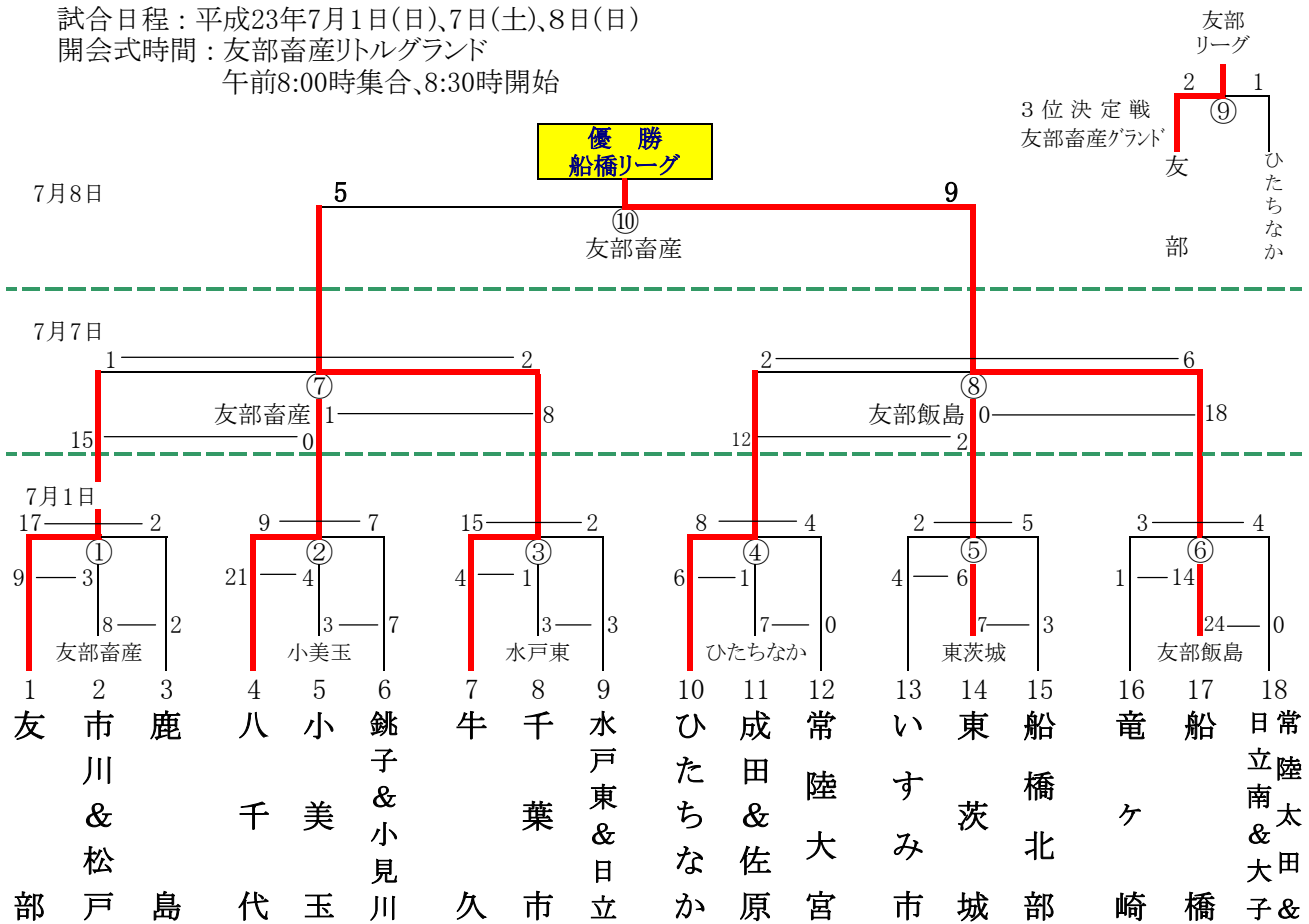 試合日程：平成23年7月1日(日)、7日(土)、8日(日)
開会式時間：友部畜産リトルグランド
午前8:00時集合、8:30時開始
友部
リーグ
2 1
⑨
3位決定戦
友部畜産グランド
友部
ひたちなか
優 勝
船橋リーグ
7月8日
5 9
⑩
友部畜産
7月7日
1 2 2 6
⑦ ⑧
友部畜産 1 8 友部飯島 0 18
15 0 12 2
7月1日
17 2 9 7 15 2 8 4 2 5 3 4
① ② ③ ④ ⑤ ⑥
9 3 21 4 4 1 6 1 4 6 1 14
8 2 3 7 3 3 7 0 7 3 24 0
友部畜産 小美玉 水戸東 ひたちなか 東茨城 友部飯島
1 2 3 4 5 6 7 8 9 10 11 12 13 14 15 16 17 18
友部
市川&松戸
鹿島
八千代
小美玉
銚子&小見川
牛久
千葉市
水戸東&日立
ひたちなか
成田&佐原
常陸大宮
いすみ市
東茨城
船橋北部
竜ヶ崎
船橋
常陸太田&
日立南&大子